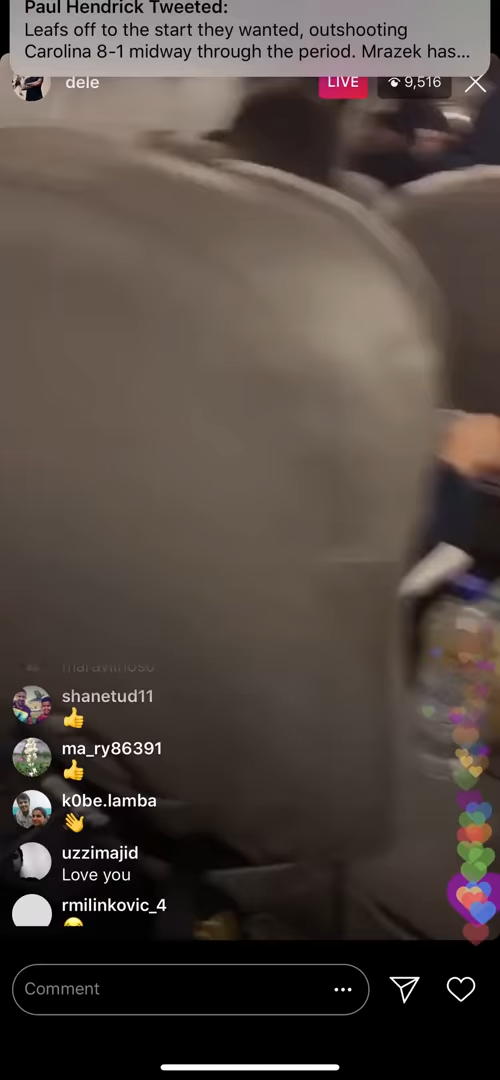 Paul Hendrick Tweeted:
Leafs off to the start they wanted, outshooting
Carolina 8-1 midway through the period. Mrazek has...
dele
LIVE
9,516
maravilhoso
shanetud11
👍
ma_ry86391
👍
k0be.lamba
👋
uzzimajid
Love you
rmilinkovic_4
Comment